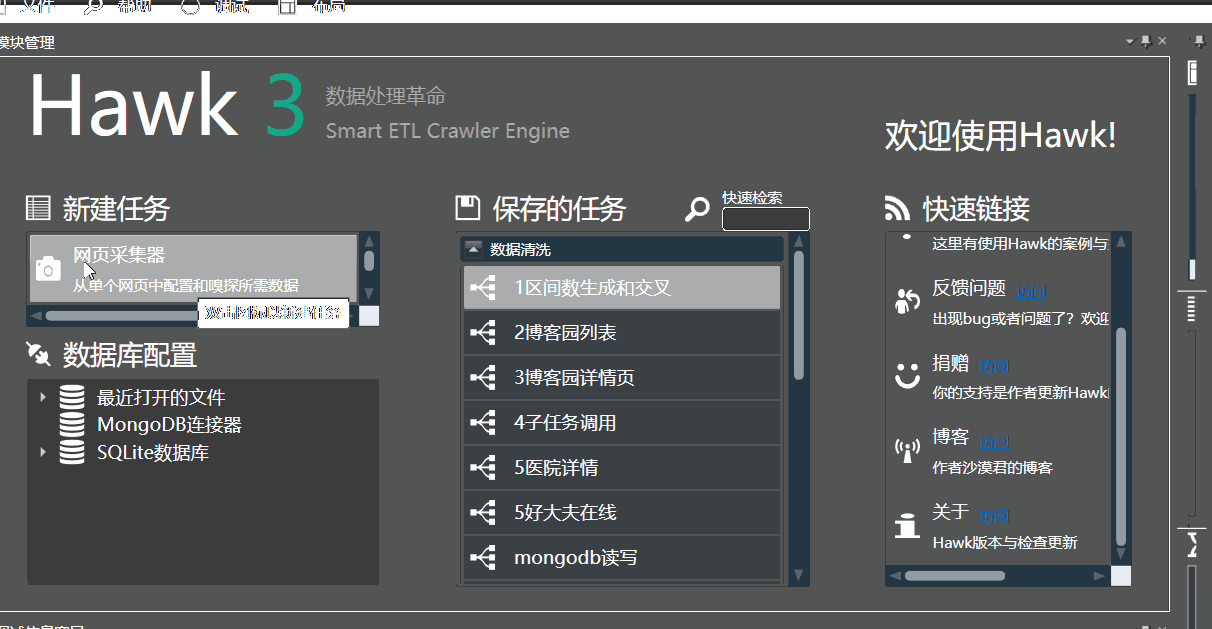 文件 帮助 调试 布局
模块管理
Hawk 3
数据处理革命
Smart ETL Crawler Engine
欢迎使用Hawk!
新建任务
网页采集器
从单个网页中配置和嗅探所需数据
数据库配置
最近打开的文件
MongoDB连接器
SQLite数据库
保存的任务
快速检索
数据清洗
1区间数生成和交叉
2博客园列表
3博客园详情页
4子任务调用
5医院详情
5好大夫在线
mongodb读写
快速链接
这里有使用Hawk的案例与
反馈问题 访问
出现bug或者问题了？欢迎
捐赠 访问
你的支持是作者更新Hawk
博客 访问
作者沙漠君的博客
关于 访问
Hawk版本与检查更新